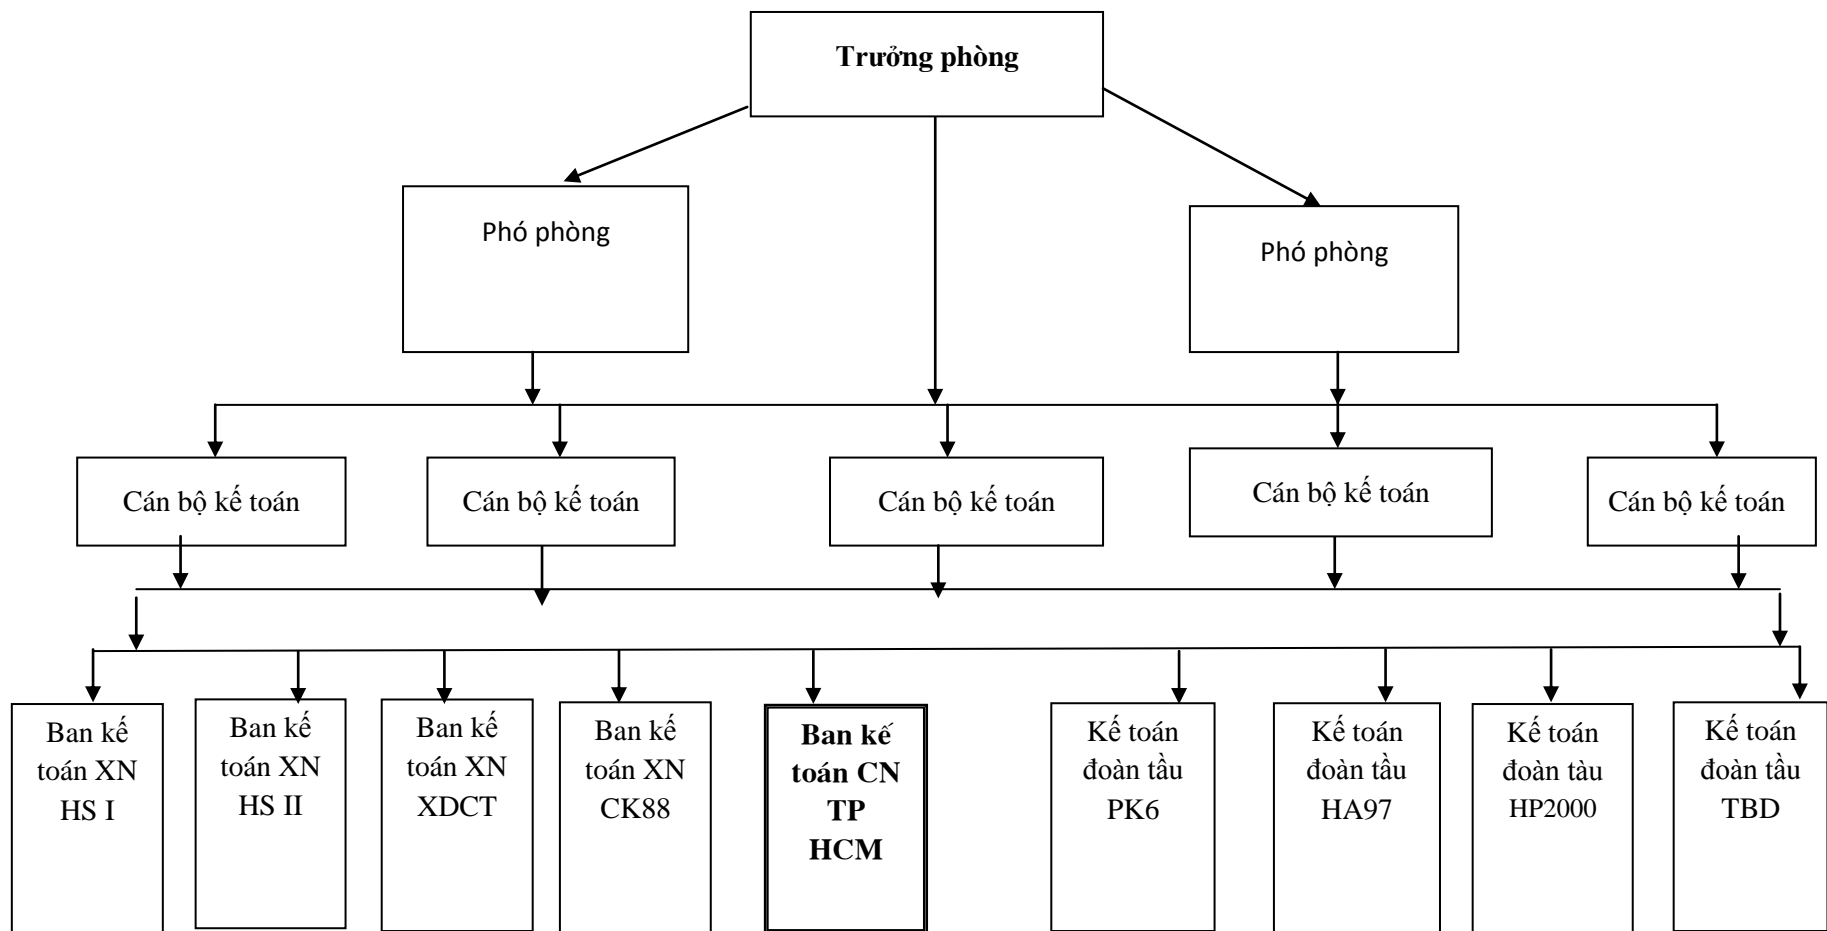 Trưởng phòng
Phó phòng
Phó phòng
Cán bộ kế toán
Cán bộ kế toán
Cán bộ kế toán
Cán bộ kế toán
Cán bộ kế toán
Ban kế
toán XN
HS I
Ban kế
toán XN
HS II
Ban kế
toán XN
XDCT
Ban kế
toán XN
CK88
Ban kế
toán CN
TP
HCM
Kế toán
đoàn tầu
PK6
Kế toán
đoàn tầu
HA97
Kế toán
đoàn tàu
HP2000
Kế toán
đoàn tầu
TBD